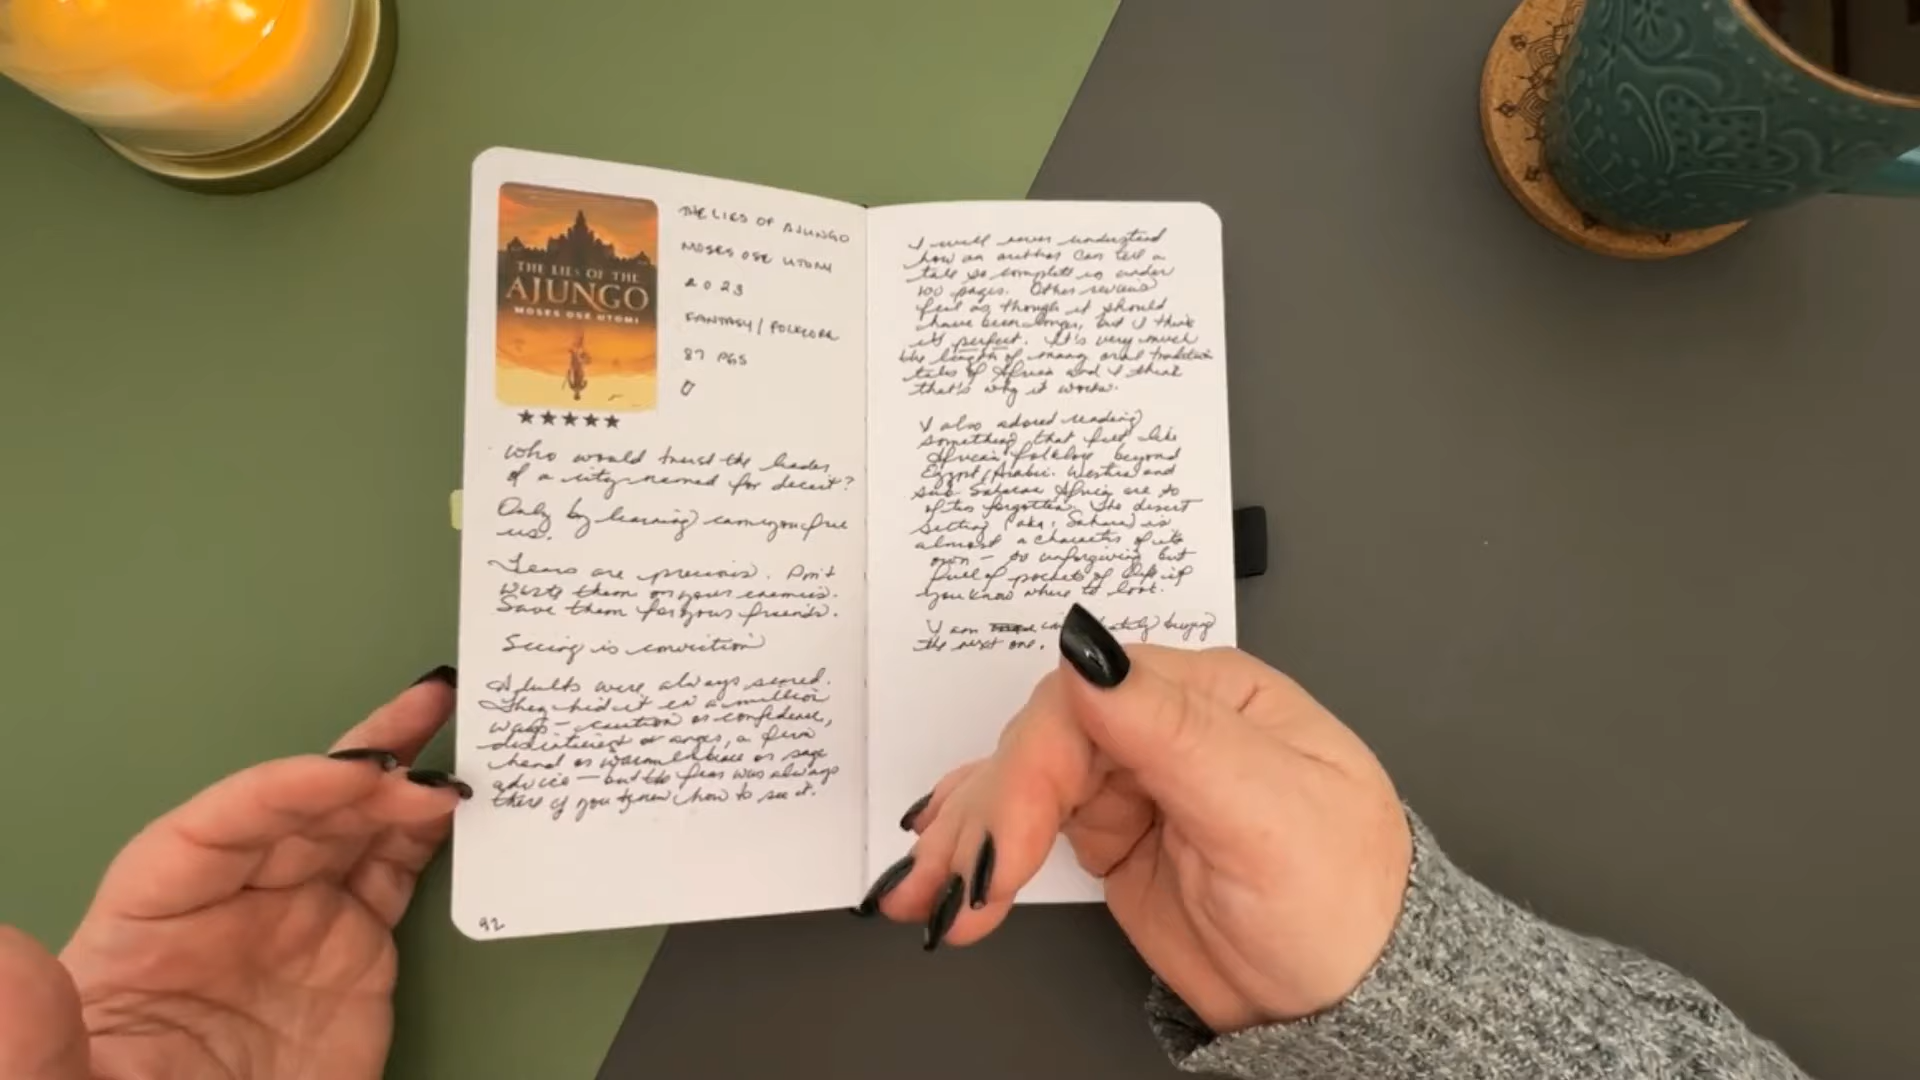 THE LIES OF THE
AJUNGO
MOSES OSE UTOMI
THE LIES OF AJUNGO
MOSES OSE UTOMI
2023
FANTASY / FOLKLORE
87 PGS
who would trust the leader
of a city named for deceit?
Only by learning can you free
us.
Tears are precious. Don't
waste them on your enemies.
Save them for your friends.
Seeing is conviction
Adults were always scared.
They hid it in a million
ways – caution or confidence,
or anger, a firm
hand or warm embrace or sage
advice – but the fear was always
there if you knew how to see it.
92
I will never understand
how an author can tell a
tale so complete in under
100 pages. Other reviews
feel as though it should
have been longer, but I think
it's perfect. It's very much
the length of many oral tradition
tales of Africa and I think
that's why it works.
I also adored reading
something that felt like
African folklore beyond
Egypt/Arabic. Western and
sub Saharan Africa are so
often forgotten. The desert
setting (aka, Sahara) is
almost a character of its
own – so unforgiving but
full of pockets of life if
you know where to look.
I am buying
the next one.